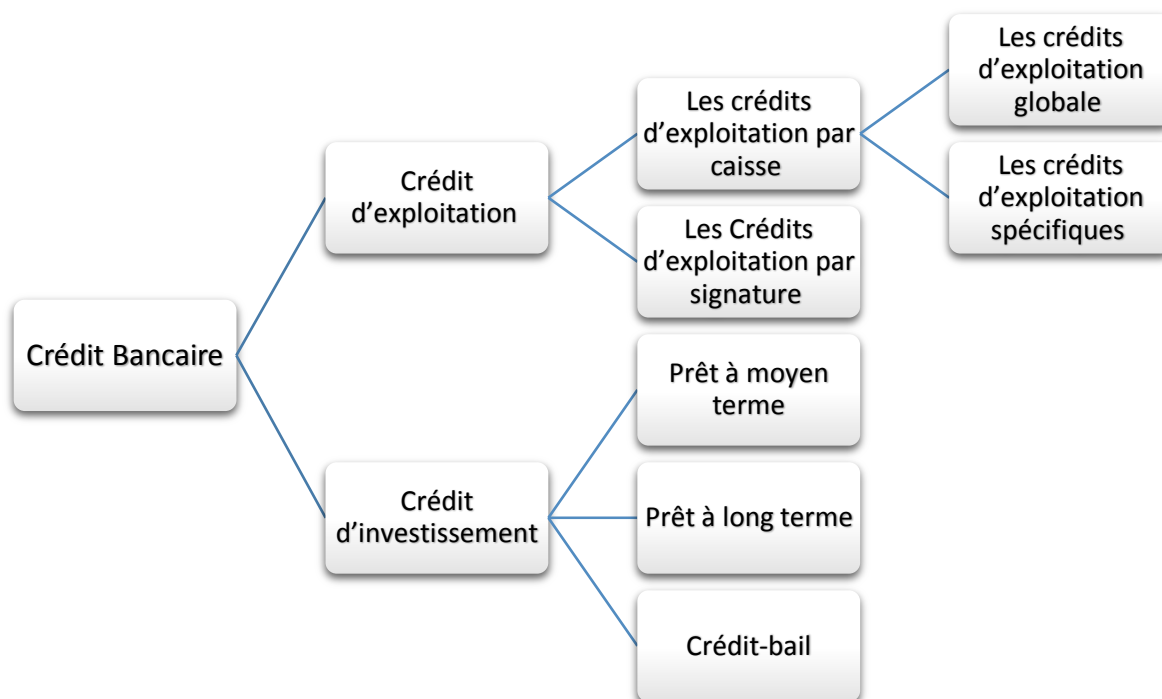 Les crédits
d'exploitation
globale
Les crédits
d'exploitation par
caisse
Les crédits
d'exploitation
spécifiques
Crédit
d'exploitation
Les Crédits
d'exploitation par
signature
Crédit Bancaire
Prêt à moyen
terme
Crédit
d'investissement
Prêt à long terme
Crédit-bail